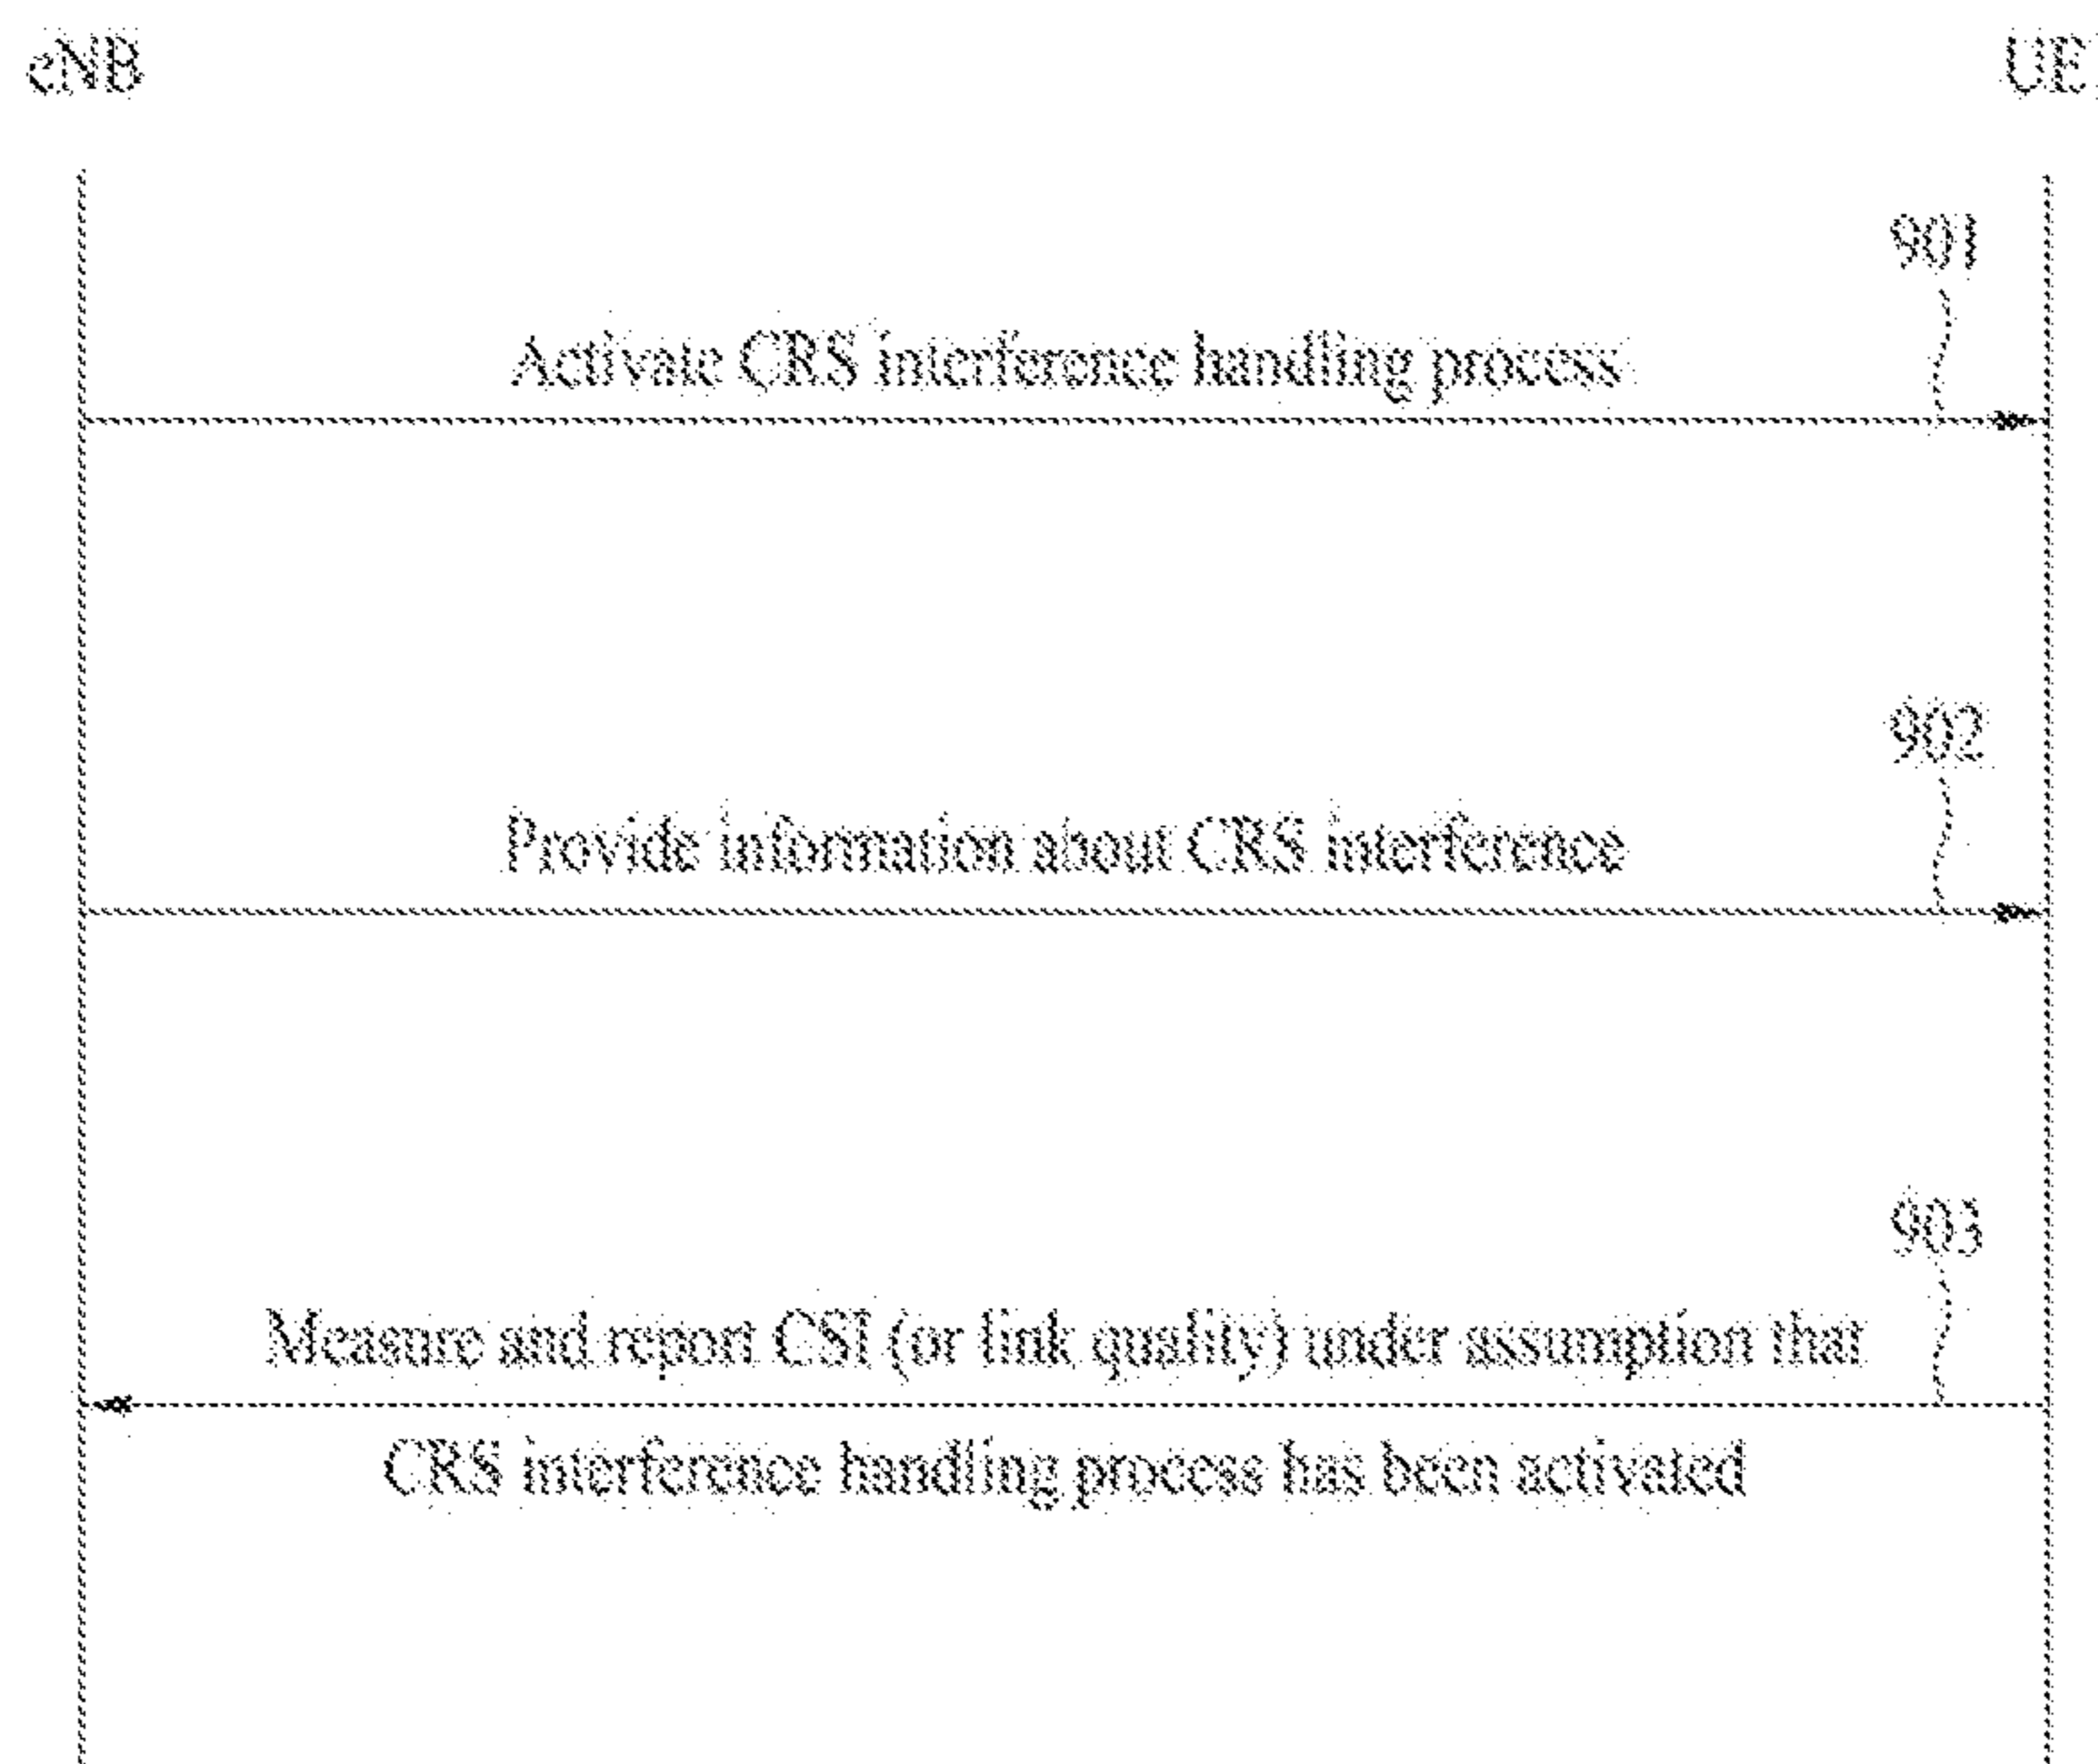 eNB
UE
901
Activate CRS interference handling process
902
Provide information about CRS interference
903
Measure and report CSI (or link quality) under assumption that
CRS interference handling process has been activated